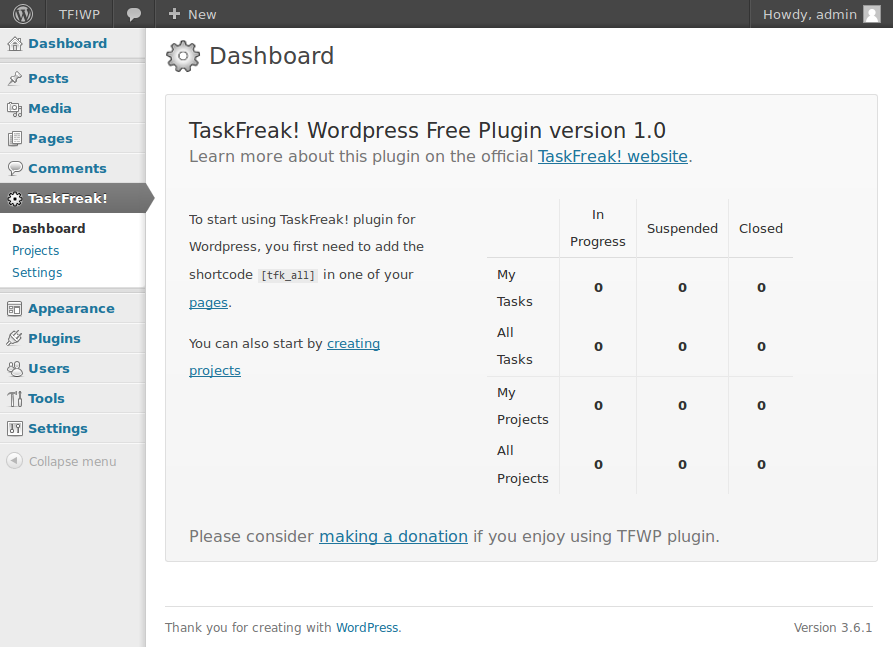 TF!WP
New
Howdy, admin
Dashboard
Posts
Media
Pages
Comments
TaskFreak!
Dashboard
Projects
Settings
Appearance
Plugins
Users
Tools
Settings
Collapse menu
Dashboard
TaskFreak! Wordpress Free Plugin version 1.0
Learn more about this plugin on the official TaskFreak! website.
To start using TaskFreak! plugin for
Wordpress, you first need to add the
shortcode [tfk_all] in one of your
pages.
You can also start by creating
projects
In Progress Suspended Closed
My Tasks 0 0 0
All Tasks 0 0 0
My Projects 0 0 0
All Projects 0 0 0
Please consider making a donation if you enjoy using TFWP plugin.
Thank you for creating with WordPress.
Version 3.6.1